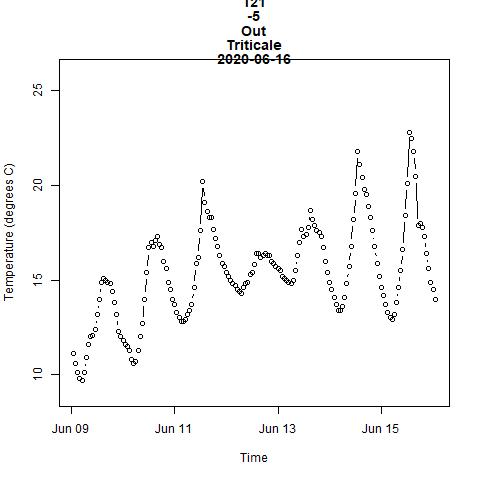 121
-5
Out
Triticale
2020-06-16
Temperature (degrees C)
25
20
15
10
Jun 09 Jun 11 Jun 13 Jun 15
Time